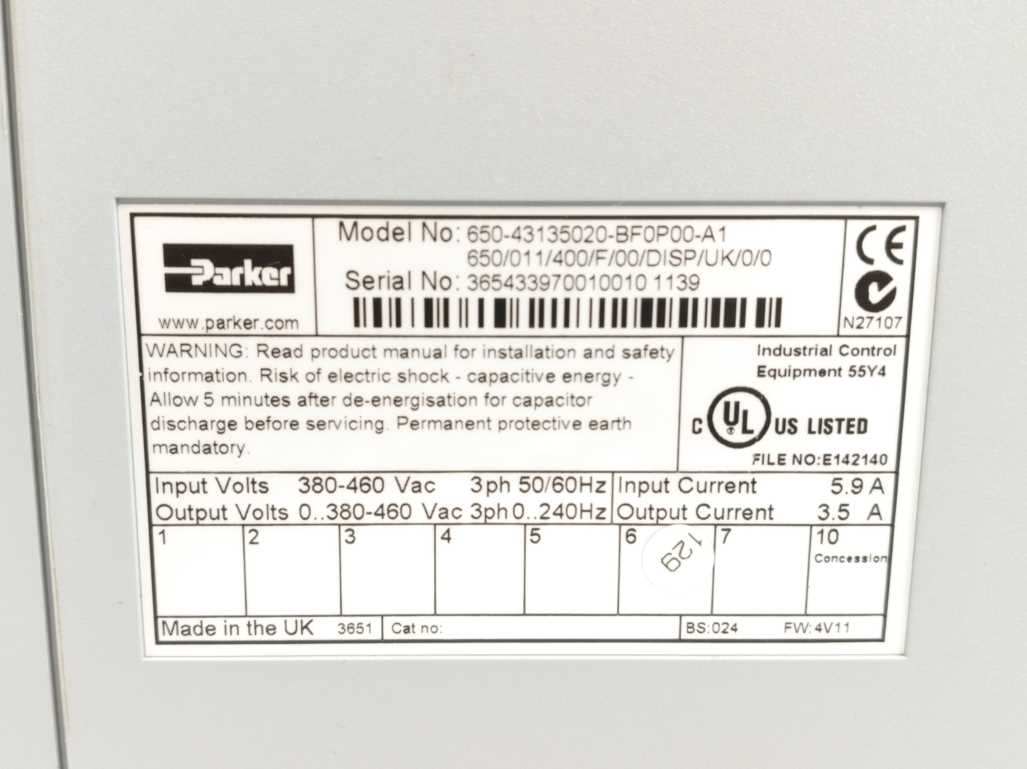 Parker
www.parker.com
Model No: 650-43135020-BF0P00-A1
650/011/400/F/00/DISP/UK/0/0
Serial No: 365433970010010 1139
CE
N27107
WARNING: Read product manual for installation and safety
information. Risk of electric shock - capacitive energy -
Allow 5 minutes after de-energisation for capacitor
discharge before servicing. Permanent protective earth
mandatory.
Industrial Control
Equipment 55Y4
C UL US LISTED
FILE NO:E142140
Input Volts 380-460 Vac 3ph 50/60Hz Input Current 5.9 A
Output Volts 0..380-460 Vac 3ph 0..240Hz Output Current 3.5 A
1 2 3 4 5 6 7 10
129
Concession
Made in the UK 3651 Cat no: BS:024 FW:4V11